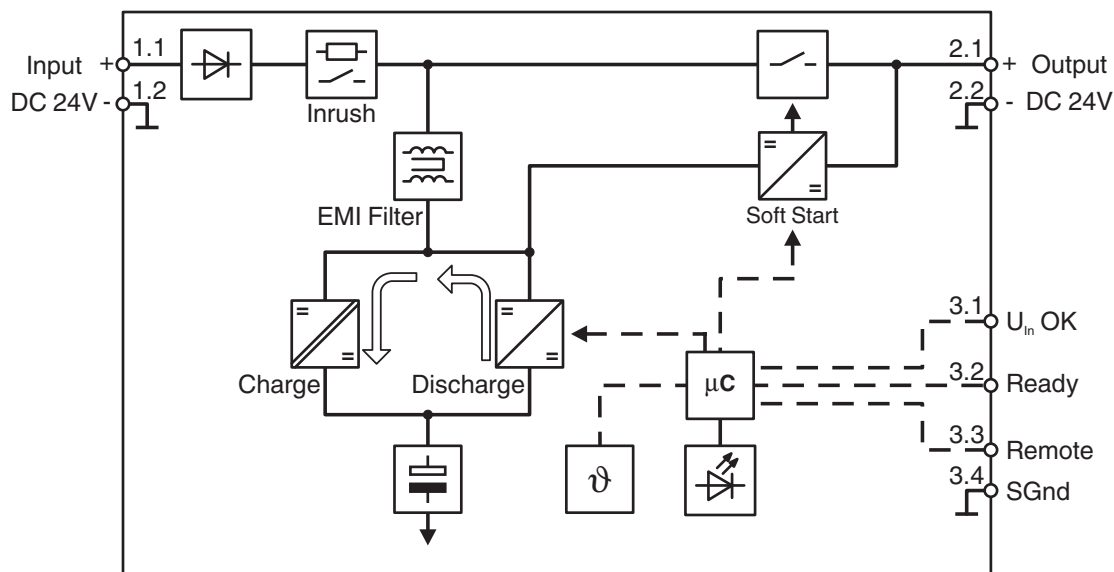 1.1
2.1
Input +
+ Output
1.2
2.2
DC 24V -
- DC 24V
Inrush
=
=
EMI Filter
Soft Start
=
=
=
=
3.1
UIn OK
Charge
Discharge
µC
3.2
Ready
3.3
Remote
ϑ
3.4
SGnd